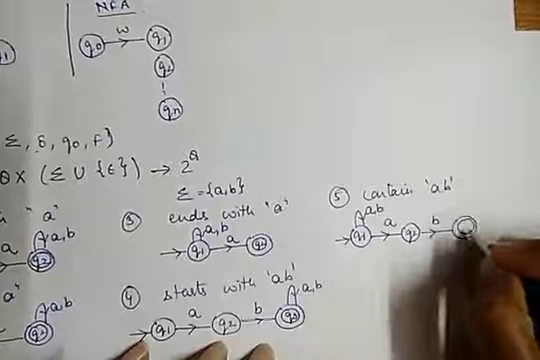 NFA
q0 w q1
q1
q2
qn
Σ, δ, q0, F}
Q × (Σ ∪ {ε}) → 2^Q
Σ = {a,b}
"a"
a q2 a,b
a"
q2 a,b
③ ends with "a"
q1 a,b a q2
④ starts with 'ab'
q1 a q2 b q3 a,b
⑤ contain 'ab'
q1 a,b a q2 b